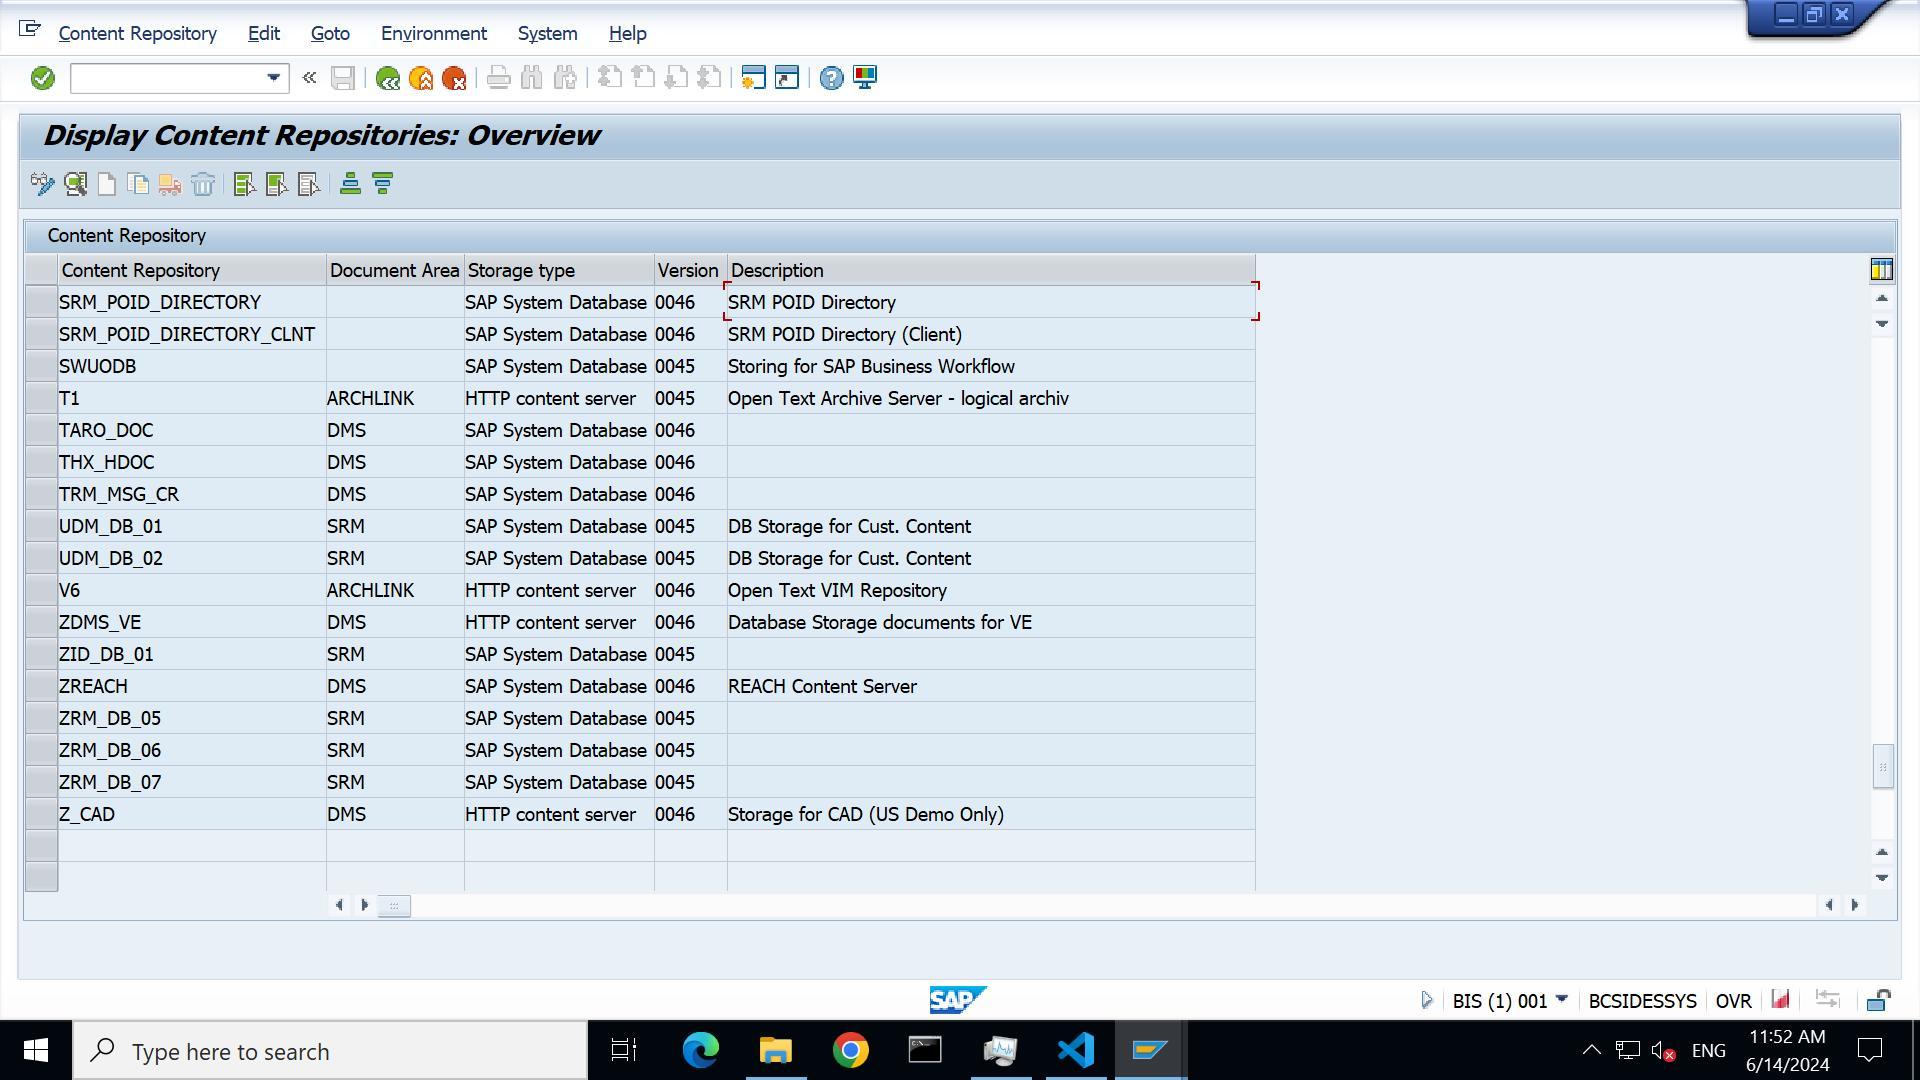 Content Repository Edit Goto Environment System Help
Display Content Repositories: Overview
Content Repository
Content Repository Document Area Storage type Version Description
SRM_POID_DIRECTORY SAP System Database 0046 SRM POID Directory
SRM_POID_DIRECTORY_CLNT SAP System Database 0046 SRM POID Directory (Client)
SWUODB SAP System Database 0045 Storing for SAP Business Workflow
T1 ARCHLINK HTTP content server 0045 Open Text Archive Server - logical archiv
TARO_DOC DMS SAP System Database 0046
THX_HDOC DMS SAP System Database 0046
TRM_MSG_CR DMS SAP System Database 0046
UDM_DB_01 SRM SAP System Database 0045 DB Storage for Cust. Content
UDM_DB_02 SRM SAP System Database 0045 DB Storage for Cust. Content
V6 ARCHLINK HTTP content server 0046 Open Text VIM Repository
ZDMS_VE DMS HTTP content server 0046 Database Storage documents for VE
ZID_DB_01 SRM SAP System Database 0045
ZREACH DMS SAP System Database 0046 REACH Content Server
ZRM_DB_05 SRM SAP System Database 0045
ZRM_DB_06 SRM SAP System Database 0045
ZRM_DB_07 SRM SAP System Database 0045
Z_CAD DMS HTTP content server 0046 Storage for CAD (US Demo Only)
SAP BIS (1) 001 BCSIDESSYS OVR
Type here to search ENG 11:52 AM
6/14/2024